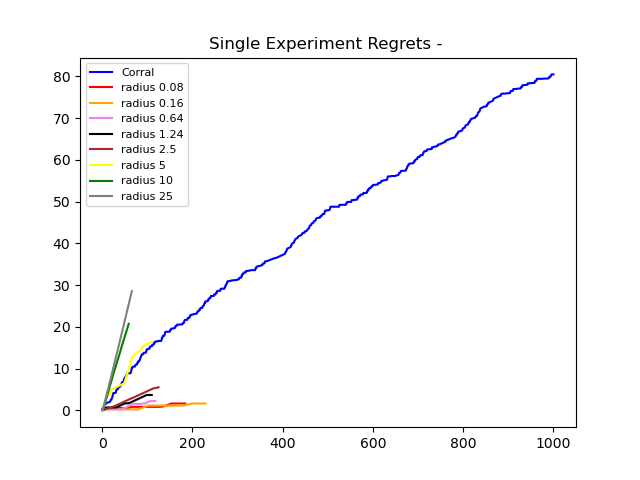 Single Experiment Regrets -
80
70
60
50
40
30
20
10
0
Corral
radius 0.08
radius 0.16
radius 0.64
radius 1.24
radius 2.5
radius 5
radius 10
radius 25
0 200 400 600 800 1000